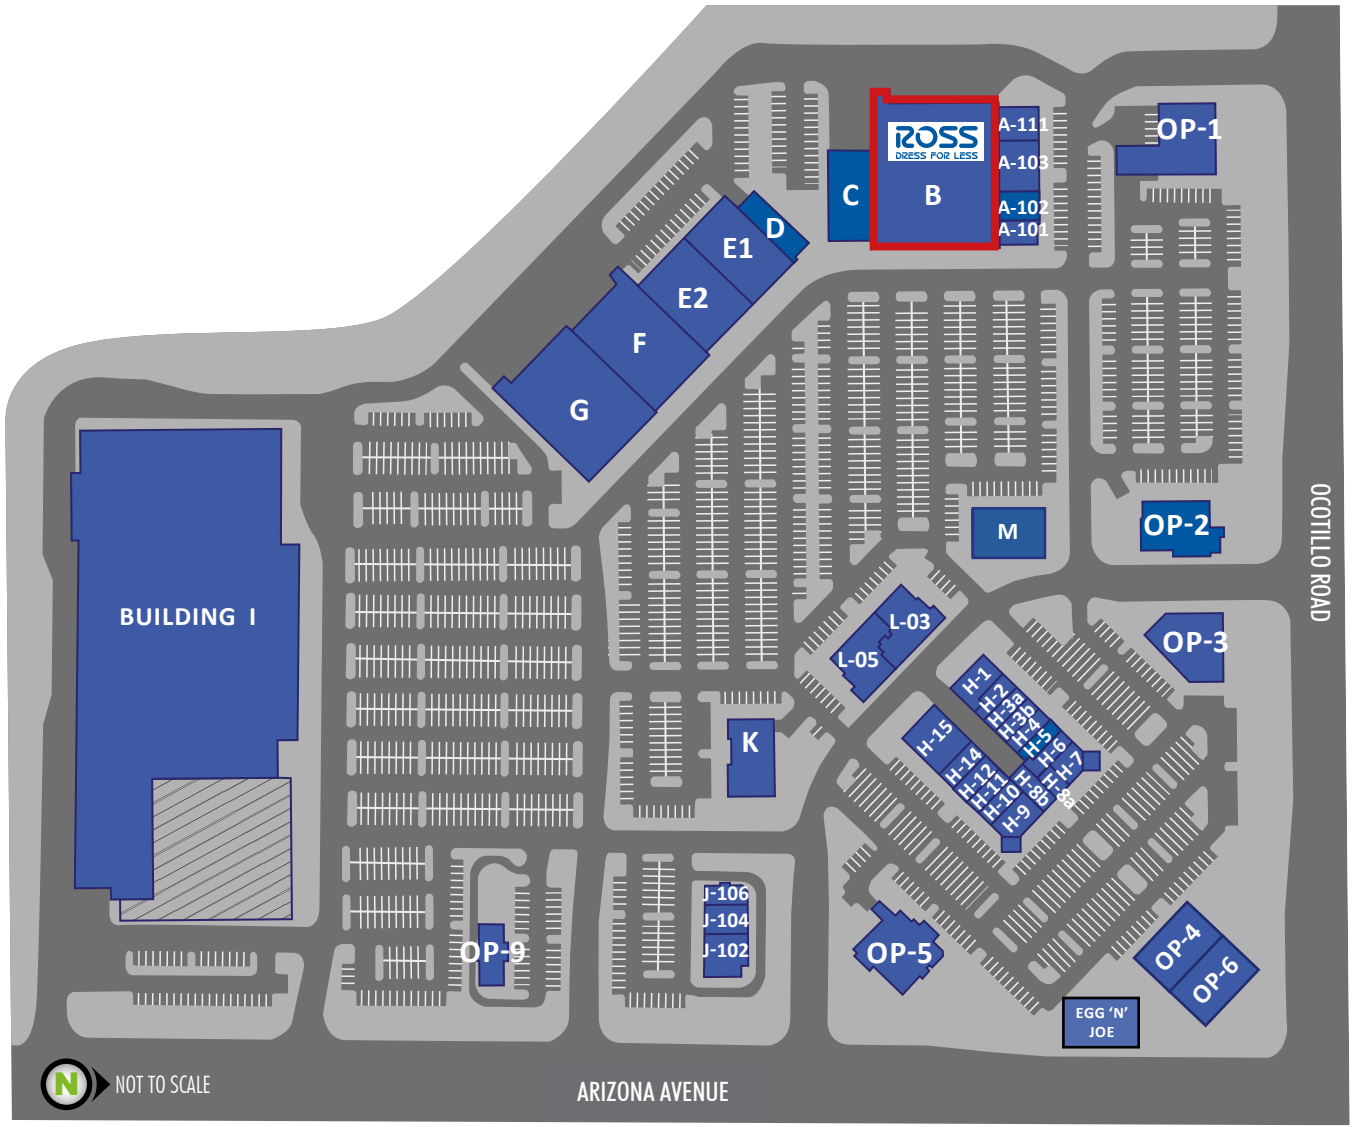 A-111
OP-1
ROSS
DRESS FOR LESS
A-103
C
B
A-102
A-101
D
E1
E2
F
G
OCOTILLO ROAD
OP-2
M
BUILDING I
L-03
L-05
OP-3
H-1
H-2
H-3a
H-3b
H-4
H-5
H-6
H-7
H-8a
H-8b
H-9
H-10
H-11
H-12
H-14
H-15
K
J-106
J-104
J-102
OP-9
OP-5
OP-4
OP-6
EGG ‘N’
JOE
N
NOT TO SCALE
ARIZONA AVENUE